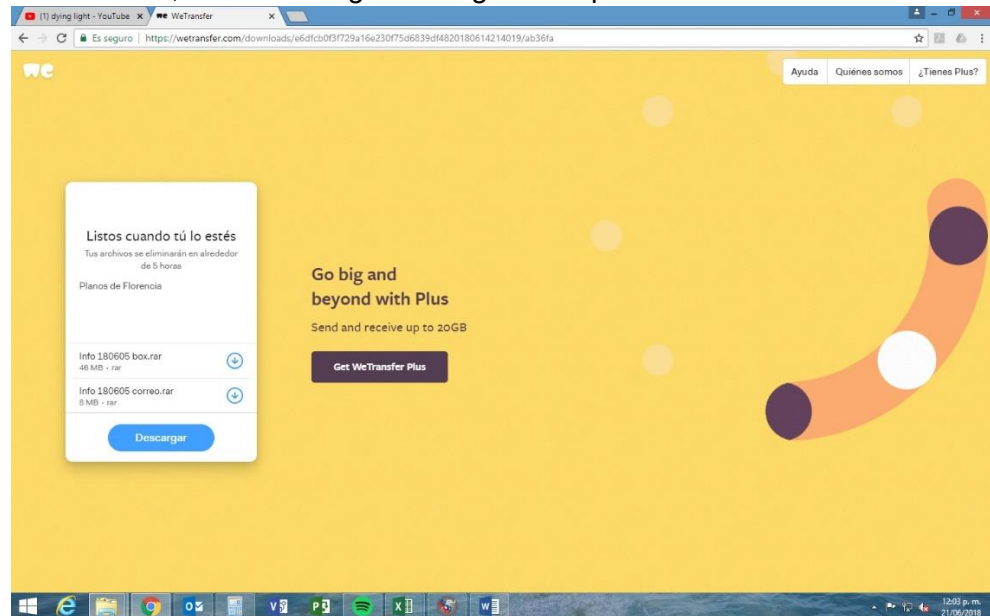 (1) dying light - YouTube
we WeTransfer
Es seguro | https://wetransfer.com/downloads/e6dfcb0f3f729a16e230f75d6839df4820180614214019/ab36fa
we
Ayuda
Quiénes somos
¿Tienes Plus?
Listos cuando tú lo estés
Tus archivos se eliminarán en alrededor
de 5 horas
Planos de Florencia
Go big and
beyond with Plus
Send and receive up to 20GB
Get WeTransfer Plus
Info 180605 box.rar
46 MB - rar
Info 180605 correo.rar
8 MB - rar
Descargar
12:03 p. m.
21/06/2018